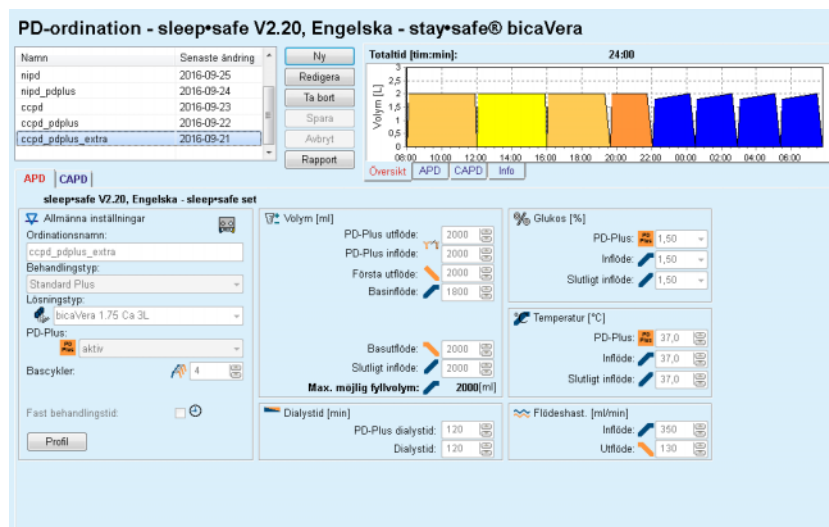 PD-ordination - sleep•safe V2.20, Engelska - stay•safe® bicaVera
Namn Senaste ändring
nipd 2016-09-25
nipd_pdplus 2016-09-24
ccpd 2016-09-23
ccpd_pdplus 2016-09-22
ccpd_pdplus_extra 2016-09-21
Ny
Redigera
Ta bort
Spara
Avbryt
Rapport
Totaltid [tim:min]: 24:00
Volym [L]
3
2,5
2
1,5
1
0,5
0
08:00 10:00 12:00 14:00 16:00 18:00 20:00 22:00 00:00 02:00 04:00 06:00
Översikt APD CAPD Info
APD CAPD
sleep•safe V2.20, Engelska - sleep•safe set
Allmänna inställningar
Ordinationsnamn:
ccpd_pdplus_extra
Behandlingstyp:
Standard Plus
Lösningstyp:
bicaVera 1.75 Ca 3L
PD-Plus:
PD Plus aktiv
Bascykler: 4
Fast behandlingstid:
Profil
Volym [ml]
PD-Plus utflöde: 2000
PD-Plus inflöde: 2000
Första utflöde: 2000
Basinflöde: 1800
Basutflöde: 2000
Slutligt inflöde: 2000
Max. möjlig fyllvolym: 2000[ml]
Dialystid [min]
PD-Plus dialystid: 120
Dialystid: 120
% Glukos [%]
PD-Plus: PD Plus 1,50
Inflöde: 1,50
Slutligt inflöde: 1,50
Temperatur [°C]
PD-Plus: PD Plus 37,0
Inflöde: 37,0
Slutligt inflöde: 37,0
Flödeshast. [ml/min]
Inflöde: 350
Utflöde: 130